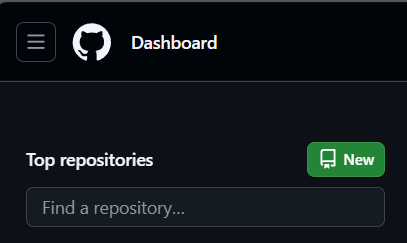 Dashboard
Top repositories
New
Find a repository...